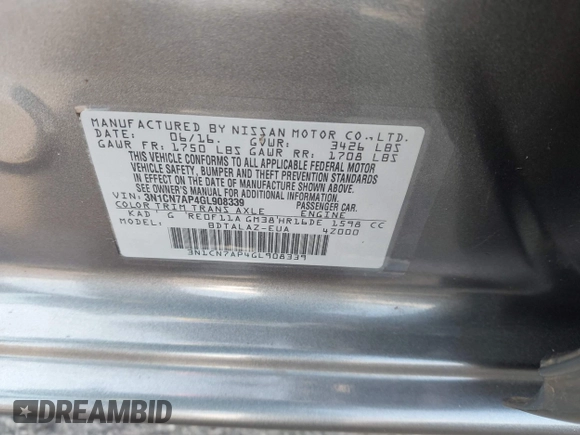 MANUFACTURED BY NISSAN MOTOR CO.,LTD.
DATE: 06/16. GVWR: 3426 LBS
GAWR FR: 1750 LBS GAWR RR: 1708 LBS
THIS VEHICLE CONFORMS TO ALL APPLICABLE FEDERAL MOTOR
VEHICLE SAFETY, BUMPER AND THEFT PREVENTION STANDARDS
IN EFFECT ON THE DATE OF MANUFACTURE SHOWN ABOVE.
SEE OWNER'S MANUAL FOR ADDITIONAL INFORMATION.
VIN: 3N1CN7AP4GL908339 PASSENGER CAR.
COLOR TRIM TRANS AXLE ENGINE
KAD G RE0F11A GM38 HR16DE 1598 CC
MODEL: BDTALAZ-EUA 4Z000
3N1CN7AP4GL908339
DREAMBID